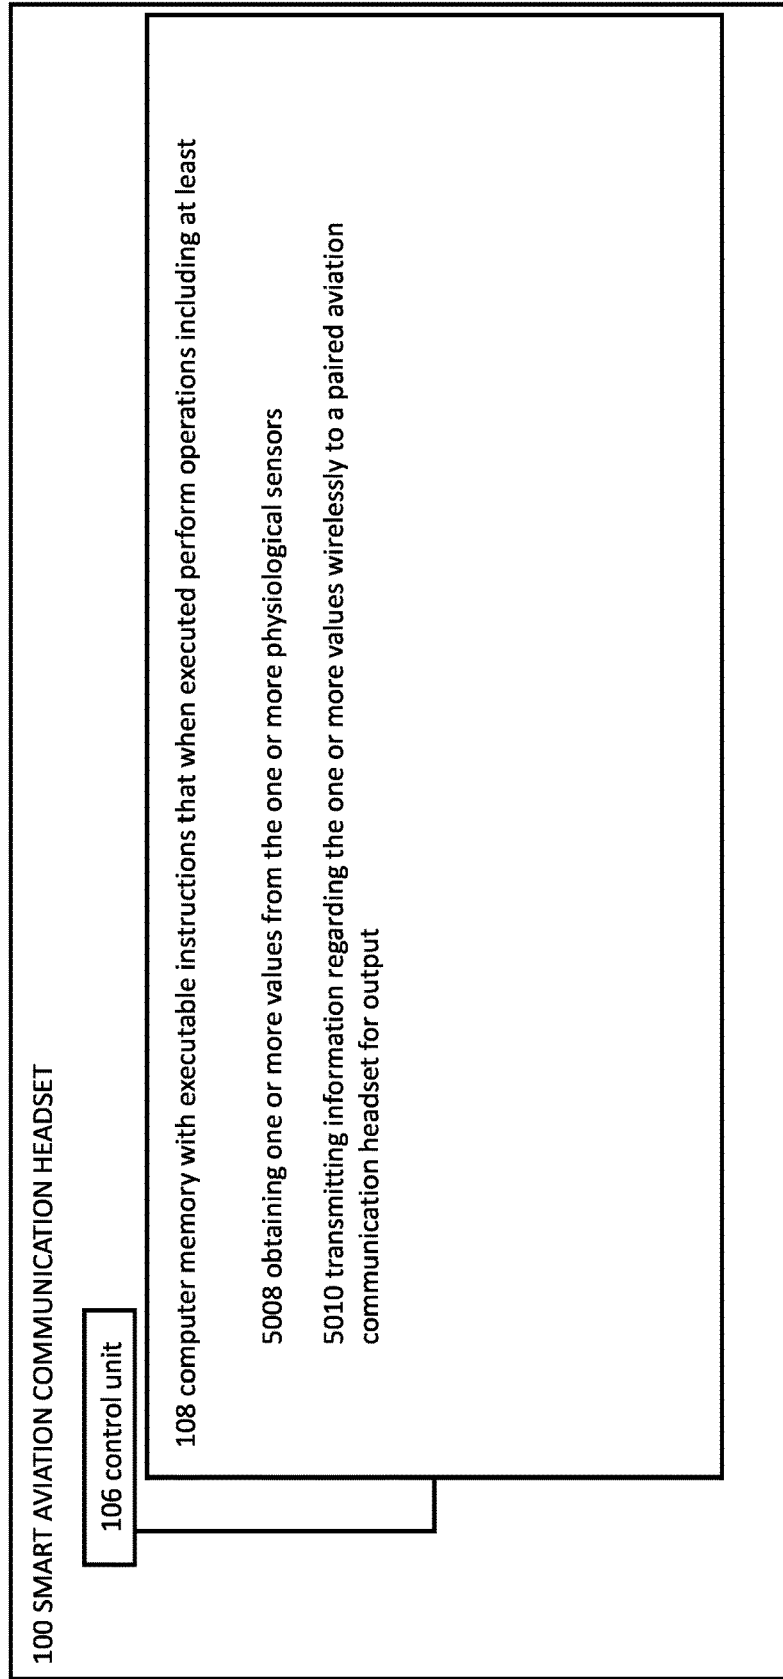 100 SMART AVIATION COMMUNICATION HEADSET
106 control unit
108 computer memory with executable instructions that when executed perform operations including at least
5008 obtaining one or more values from the one or more physiological sensors
5010 transmitting information regarding the one or more values wirelessly to a paired aviation
communication headset for output